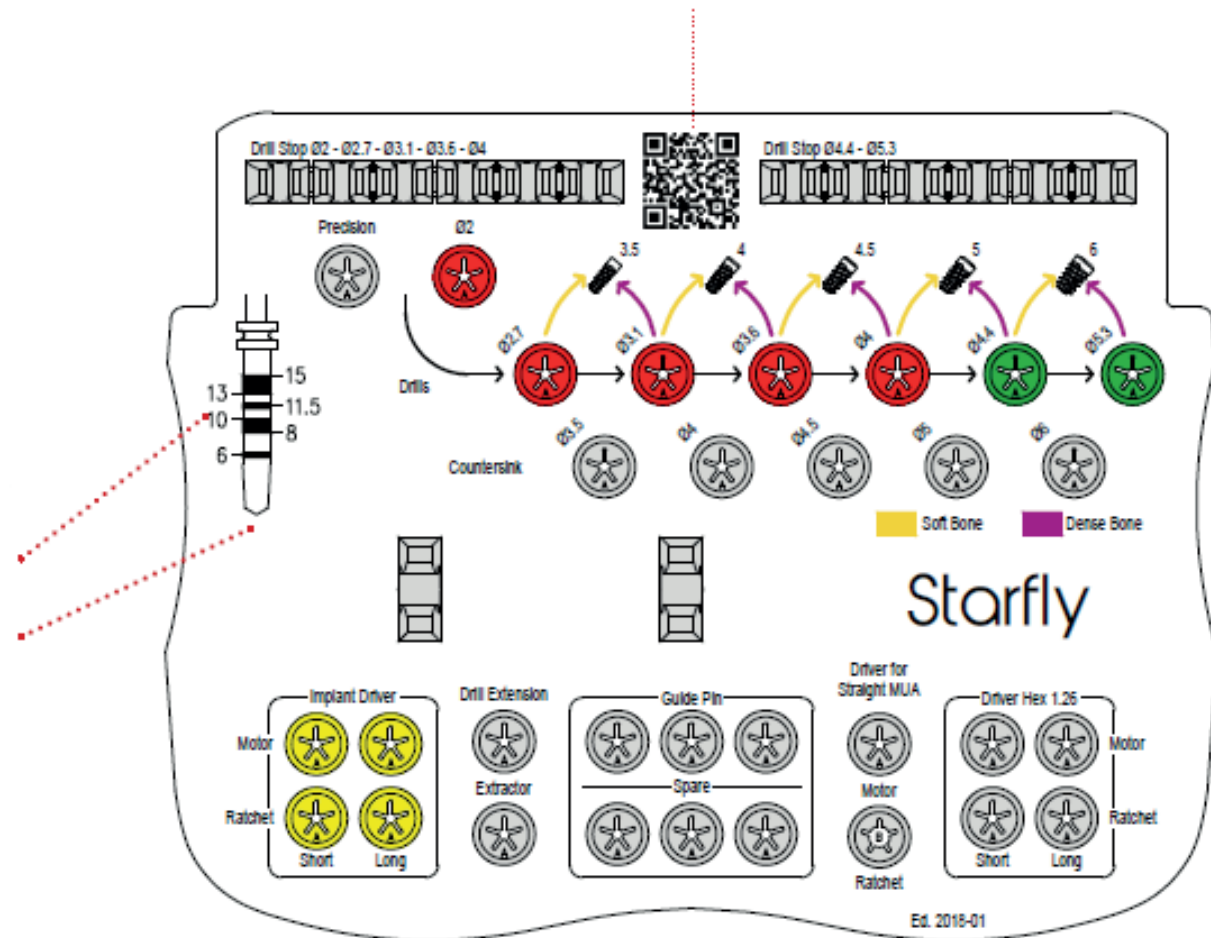 Drill Stop Ø2 - Ø2.7 - Ø3.1 - Ø3.6 - Ø4
Drill Stop Ø4.4 - Ø5.3
Precision
Ø2
3.5
4
4.5
5
6
Ø2.7
Ø3.1
Ø3.6
Ø4
Ø4.4
Ø5.3
Drills
15
13
11.5
10
8
6
Ø3.5
Ø4
Ø4.5
Ø5
Ø6
Countersink
Soft Bone
Dense Bone
Starfly
Implant Driver
Motor
Ratchet
Short
Long
Drill Extension
Extractor
Guide Pin
Spare
Driver for
Straight MUA
Motor
Ratchet
Driver Hex 1.26
Motor
Ratchet
Short
Long
Ed. 2018-01